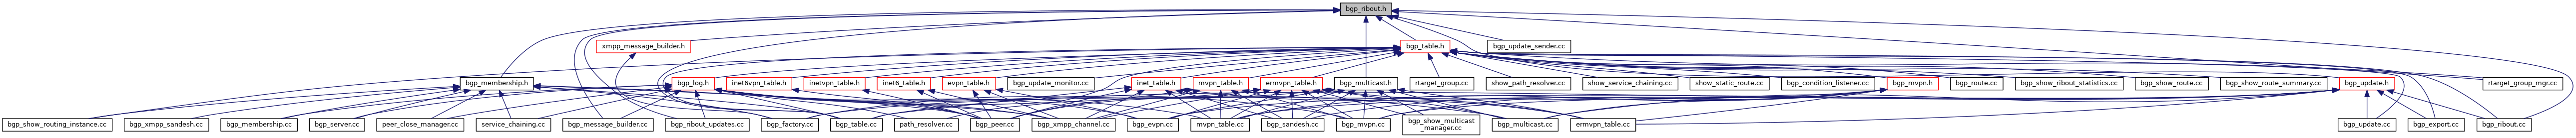 bgp_ribout.h
xmpp_message_builder.h
bgp_table.h
bgp_update_sender.cc
bgp_membership.h
bgp_log.h
inet6vpn_table.h
inetvpn_table.h
inet6_table.h
evpn_table.h
bgp_update_monitor.cc
inet_table.h
mvpn_table.h
ermvpn_table.h
bgp_multicast.h
rtarget_group.cc
show_path_resolver.cc
show_service_chaining.cc
show_static_route.cc
bgp_condition_listener.cc
bgp_mvpn.h
bgp_route.cc
bgp_show_ribout_statistics.cc
bgp_show_route.cc
bgp_show_route_summary.cc
bgp_update.h
rtarget_group_mgr.cc
bgp_show_routing_instance.cc
bgp_xmpp_sandesh.cc
bgp_membership.cc
bgp_server.cc
peer_close_manager.cc
service_chaining.cc
bgp_message_builder.cc
bgp_ribout_updates.cc
bgp_factory.cc
bgp_table.cc
path_resolver.cc
bgp_peer.cc
bgp_xmpp_channel.cc
bgp_evpn.cc
mvpn_table.cc
bgp_sandesh.cc
bgp_mvpn.cc
bgp_show_multicast
_manager.cc
bgp_multicast.cc
ermvpn_table.cc
bgp_update.cc
bgp_export.cc
bgp_ribout.cc